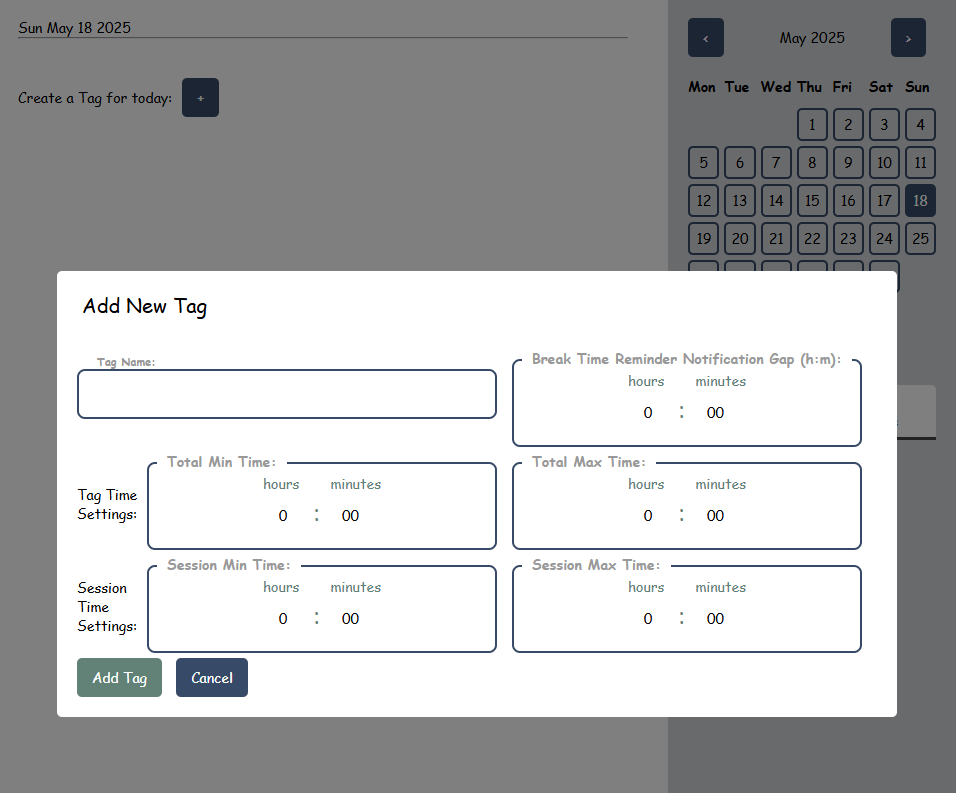 Sun May 18 2025
Create a Tag for today: +
< May 2025 >
Mon Tue Wed Thu Fri Sat Sun
1 2 3 4
5 6 7 8 9 10 11
12 13 14 15 16 17 18
19 20 21 22 23 24 25
Add New Tag
Tag Name:
Break Time Reminder Notification Gap (h:m):
hours minutes
0 : 00
Tag Time
Settings:
Total Min Time:
hours minutes
0 : 00
Total Max Time:
hours minutes
0 : 00
Session
Time
Settings:
Session Min Time:
hours minutes
0 : 00
Session Max Time:
hours minutes
0 : 00
Add Tag Cancel